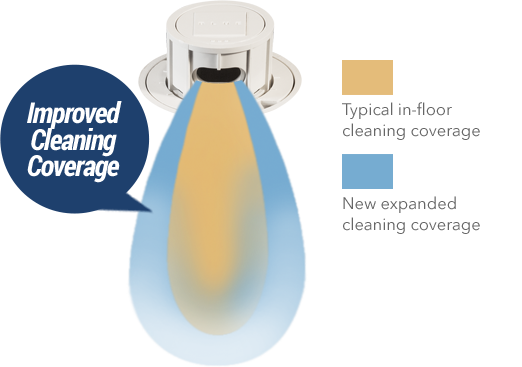 Improved
Cleaning
Coverage
Typical in-floor
cleaning coverage
New expanded
cleaning coverage